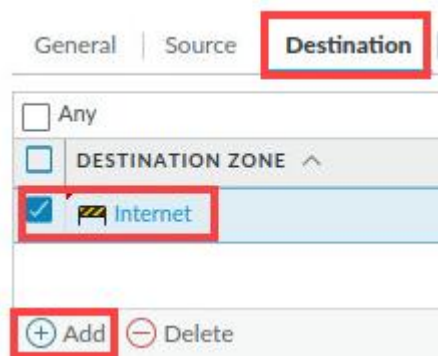 General Source Destination
Any
DESTINATION ZONE
Internet
Add Delete